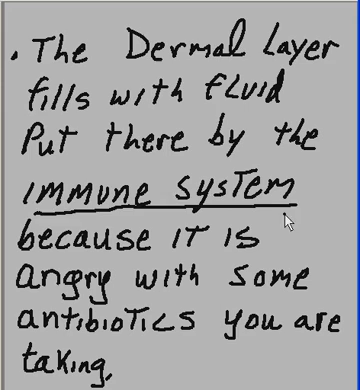 . The Dermal Layer
fills with fluid
Put there by the
immune system
because it is
angry with some
antibiotics you are
taking.